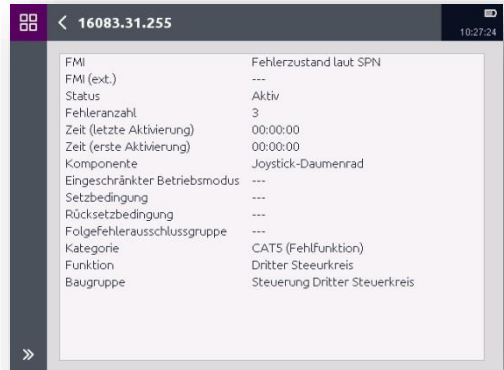 16083.31.255
10:27:24
FMI Fehlerzustand laut SPN
FMI (ext.) ---
Status Aktiv
Fehleranzahl 3
Zeit (letzte Aktivierung) 00:00:00
Zeit (erste Aktivierung) 00:00:00
Komponente Joystick-Daumenrad
Eingeschränkter Betriebsmodus ---
Setzbedingung ---
Rücksetzbedingung ---
Folgefehlerausschlussgruppe ---
Kategorie CAT5 (Fehlfunktion)
Funktion Dritter Steeurkreis
Baugruppe Steuerung Dritter Steuerkreis